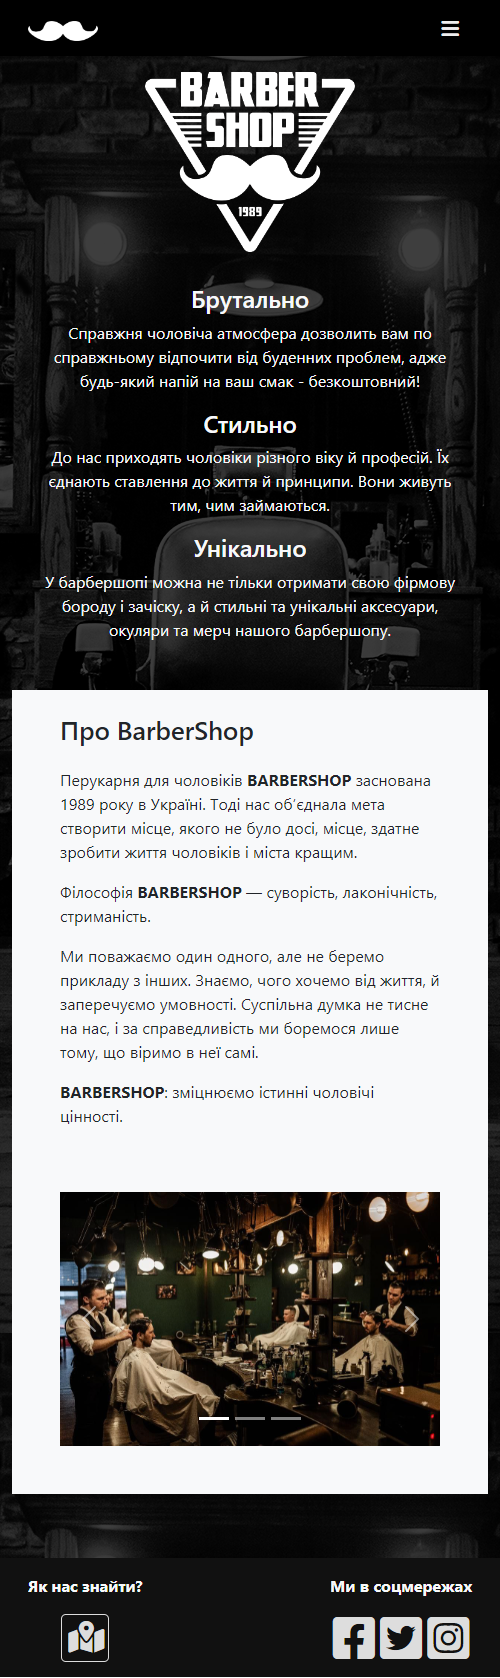 BARBER
SHOP
1989
Брутально
Справжня чоловіча атмосфера дозволить вам по
справжньому відпочити від буденних проблем, адже
будь-який напій на ваш смак - безкоштовний!
Стильно
До нас приходять чоловіки різного віку й професій. Їх
єднають ставлення до життя й принципи. Вони живуть
тим, чим займаються.
Унікально
У барбершопі можна не тільки отримати свою фірмову
бороду і зачіску, а й стильні та унікальні аксесуари,
окуляри та мерч нашого барбершопу.
Про BarberShop
Перукарня для чоловіків BARBERSHOP заснована
1989 року в Україні. Тоді нас об’єднала мета
створити місце, якого не було досі, місце, здатне
зробити життя чоловіків і міста кращим.
Філософія BARBERSHOP — суворість, лаконічність,
стриманість.
Ми поважаємо один одного, але не беремо
прикладу з інших. Знаємо, чого хочемо від життя, й
заперечуємо умовності. Суспільна думка не тисне
на нас, і за справедливість ми боремося лише
тому, що віримо в неї самі.
BARBERSHOP: зміцнюємо істинні чоловічі
цінності.
Як нас знайти?
Ми в соцмережах